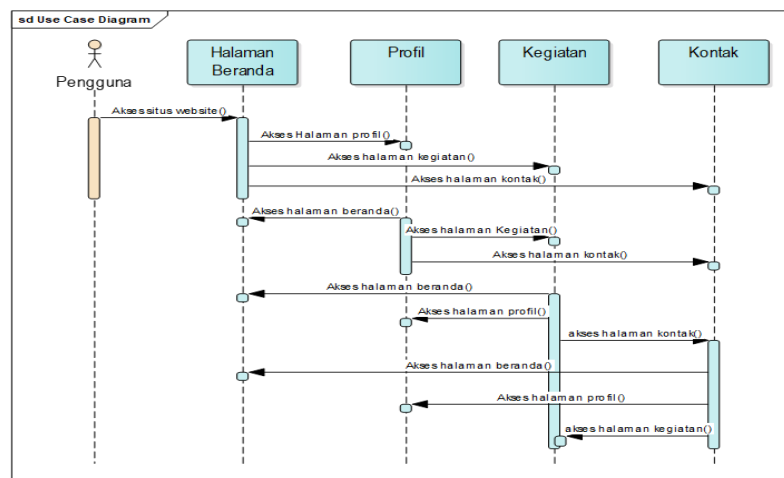 sd Use Case Diagram
Pengguna
Halaman
Beranda
Profil
Kegiatan
Kontak
Akses situs website()
Akses Halaman profil()
Akses halaman kegiatan()
Akses halaman kontak()
Akses halaman beranda()
Akses halaman Kegiatan()
Akses halaman kontak()
Akses halaman beranda()
Akses halaman profil()
akses halaman kontak()
Akses halaman beranda()
Akses halaman profil()
akses halaman kegiatan()